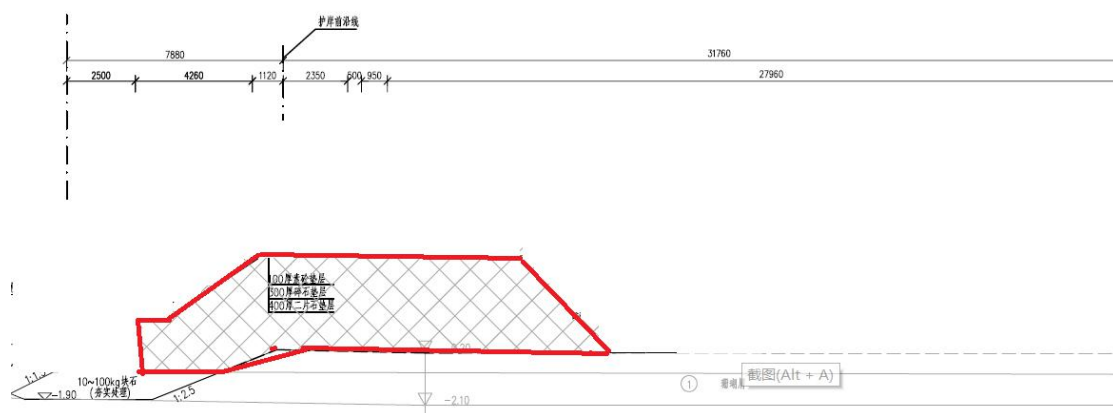 护岸前沿线
7880
31760
2500
4260
1120
2350
600
950
27960
100厚素砼垫层
300厚碎石垫层
400厚二片石垫层
10~100kg块石
(夯实处理)
-1.90
1:2.5
-2.10
①
截图(Alt + A)